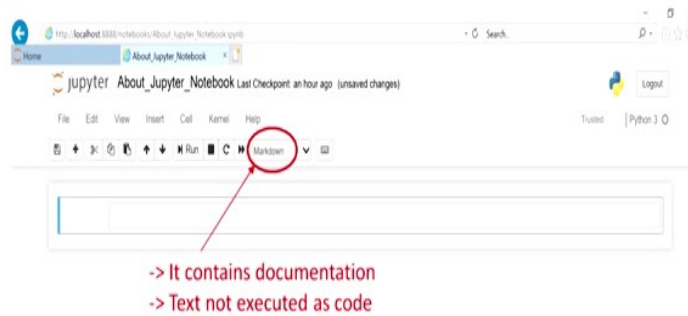 http://localhost:8888/notebooks/About_Jupyter_Notebook.ipynb
Search...
Home
About_Jupyter_Notebook
jupyter About_Jupyter_Notebook Last Checkpoint: an hour ago (unsaved changes)
Logout
File Edit View Insert Cell Kernel Help
Trusted
Python 3
Run
Markdown
-> It contains documentation
-> Text not executed as code